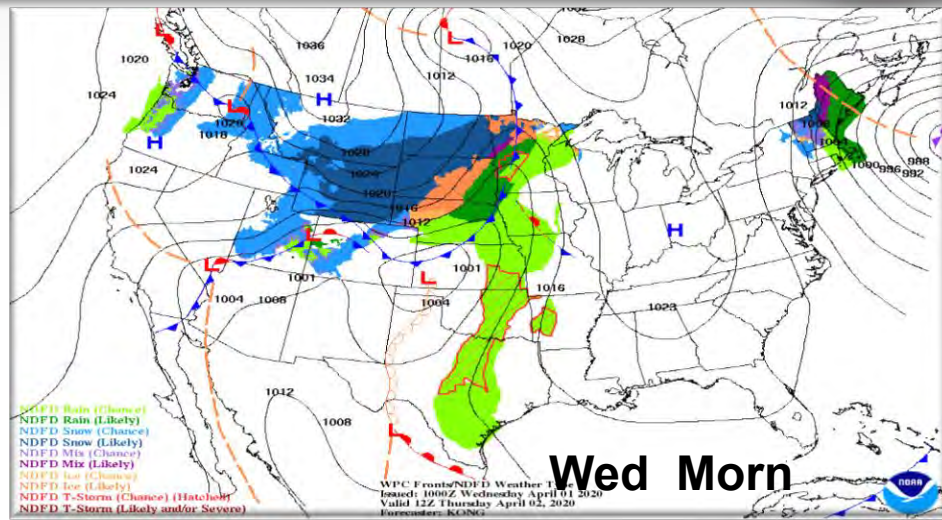 1032
1036
1028
L
L
1020
1020
1016
1034
1012
1024
H
1012
L
1020
1018
1032
1008
H
1004
1028
988
1000
996
992
1024
1024
1020
1016
1012
H
L
L
1001
1001
L
1016
1004
1008
1004
1023
1012
1008
L
NDFD Rain (Chance)
NDFD Rain (Likely)
NDFD Snow (Chance)
NDFD Snow (Likely)
NDFD Mix (Chance)
NDFD Mix (Likely)
NDFD Ice (Chance)
NDFD Ice (Likely)
NDFD T-Storm (Chance) (Hatched)
NDFD T-Storm (Likely and/or Severe)
Wed Morn
WPC Fronts/NDFD Weather
Issued: 1000Z Wednesday April 01 2020
Valid 12Z Thursday April 02, 2020
Forecaster: KONG
NOAA